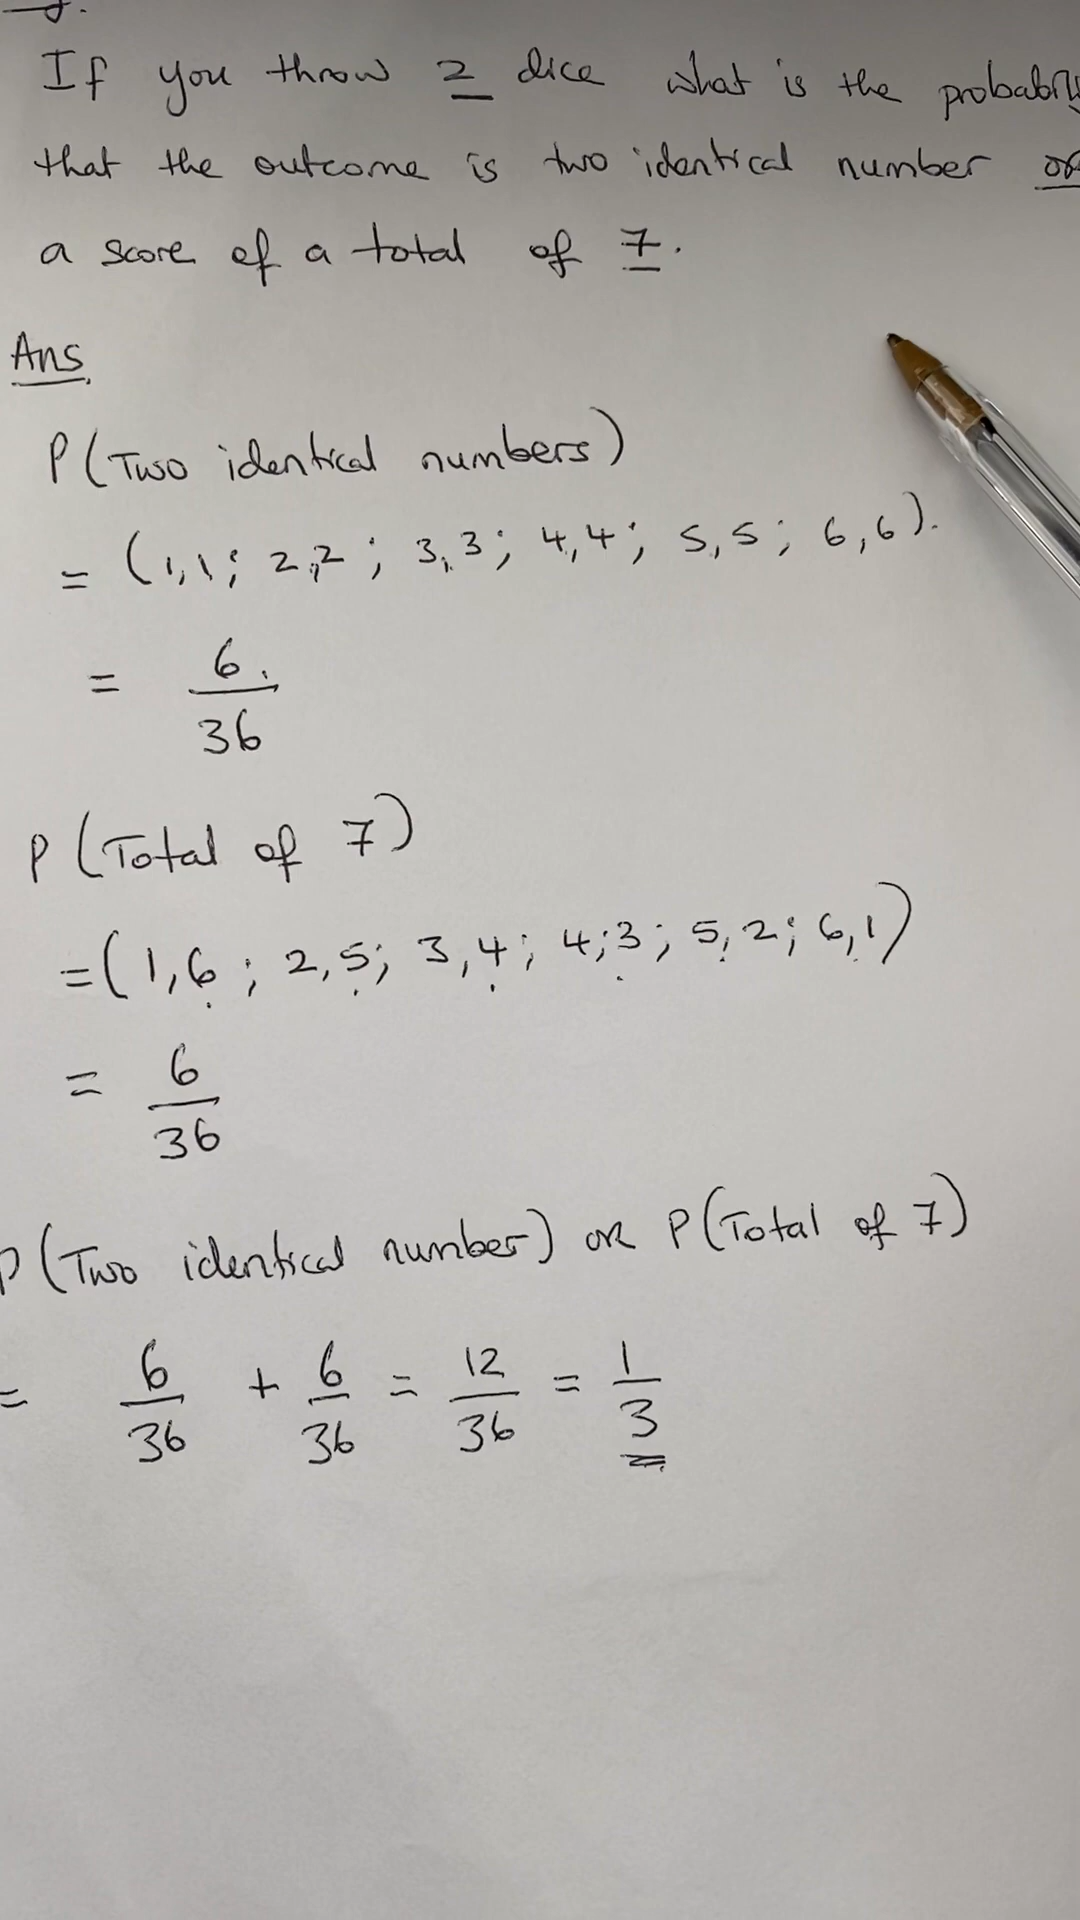 If you throw 2 dice what is the
that the outcome is two identical number or
a score of a total of 7.
Ans.
P (Two identical numbers)
= (1,1; 2,2; 3,3; 4,4; 5,5; 6,6).
= 6/36
P (Total of 7)
= (1,6; 2,5; 3,4; 4;3; 5,2; 6,1)
= 6/36
P (Two identical number) or P (Total of 7)
= 6/36 + 6/36 = 12/36 = 1/3